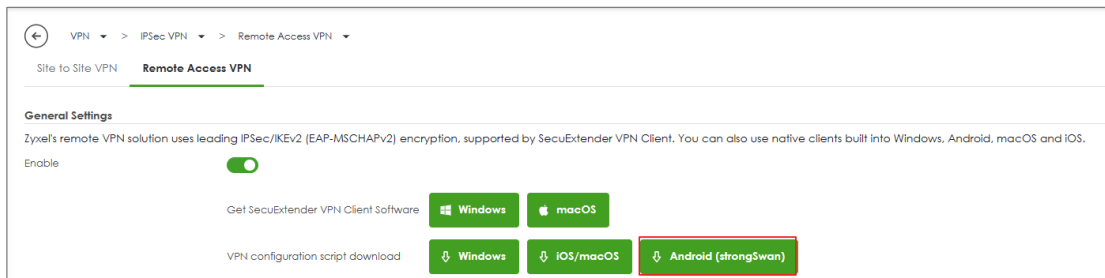 VPN > IPSec VPN > Remote Access VPN
Site to Site VPN Remote Access VPN
General Settings
Zyxel's remote VPN solution uses leading IPSec/IKEv2 (EAP-MSCHAPv2) encryption, supported by SecuExtender VPN Client. You can also use native clients built into Windows, Android, macOS and iOS.
Enable
Get SecuExtender VPN Client Software Windows macOS
VPN configuration script download Windows iOS/macOS Android (strongSwan)